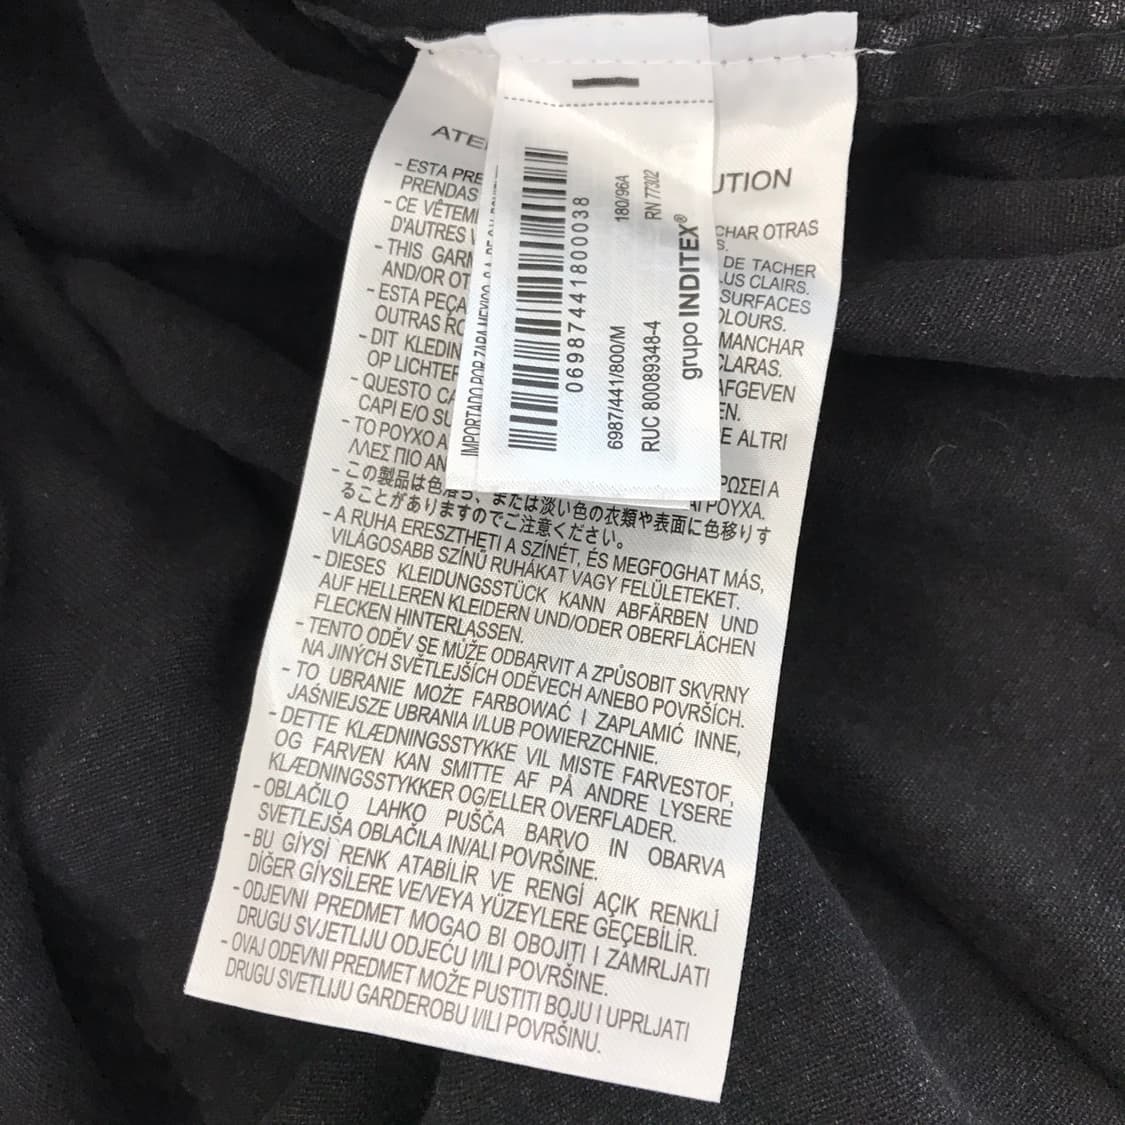 ATE
UTION
- ESTA PRE
CHAR OTRAS
PRENDAS
S.
- CE VÊTEM
DE TACHER
D'AUTRES
LUS CLAIRS.
- THIS GARM
SURFACES
AND/OR OT
OLOURS.
- ESTA PEÇA
MANCHAR
OUTRAS RO
CLARAS.
- DIT KLEDIN
AFGEVEN
OP LICHTER
EN.
- QUESTO CA
E ALTRI
CAPI E/O SU
- ΤΟ ΡΟΥΧΟ Α
ΡΩΣΕΙ Α
ΛΛΕΣ ΠΙΟ ΑΝ
ΑΙ ΡΟΥΧΑ.
- この製品は色落ち、または淡い色の衣類や表面に色移りす
ることがありますのでご注意ください。
- A RUHA ERESZTHETI A SZÍNÉT, ÉS MEGFOGHAT MÁS,
VILÁGOSABB SZÍNŰ RUHÁKAT VAGY FELÜLETEKET.
- DIESES KLEIDUNGSSTÜCK KANN ABFÄRBEN UND
AUF HELLEREN KLEIDERN UND/ODER OBERFLÄCHEN
FLECKEN HINTERLASSEN.
- TENTO ODĚV SE MŮŽE ODBARVIT A ZPŮSOBIT SKVRNY
NA JINÝCH SVĚTLEJŠÍCH ODĚVECH A/NEBO POVRŠÍCH.
- TO UBRANIE MOŻE FARBOWAĆ I ZAPLAMIĆ INNE,
JAŚNIEJSZE UBRANIA I/LUB POWIERZCHNIE.
- DETTE KLÆDNINGSSTYKKE VIL MISTE FARVESTOF,
OG FARVEN KAN SMITTE AF PÅ ANDRE LYSERE
KLÆDNINGSSTYKKER OG/ELLER OVERFLADER.
- OBLAČILO LAHKO PUŠČA BARVO IN OBARVA
SVETLEJŠA OBLAČILA IN/ALI POVRŠINE.
- BU GİYSİ RENK ATABİLİR VE RENGİ AÇIK RENKLİ
DİĞER GİYSİLERE VE/VEYA YÜZEYLERE GEÇEBİLİR.
- ODJEVNI PREDMET MOGAO BI OBOJITI I ZAMRLJATI
DRUGU SVJETLIJU ODJEĆU I/ILI POVRŠINE.
- OVAJ ODEVNI PREDMET MOŽE PUSTITI BOJU I UPRLJATI
DRUGU SVETLIJU GARDEROBU I/ILI POVRŠINU.
IMPORTADO POR ZARA MEXICO, S.A. DE C.V.
06987441800038
6987/441/800/M 180/96A
RUC 80089348-4 RN 77302
grupo INDITEX®